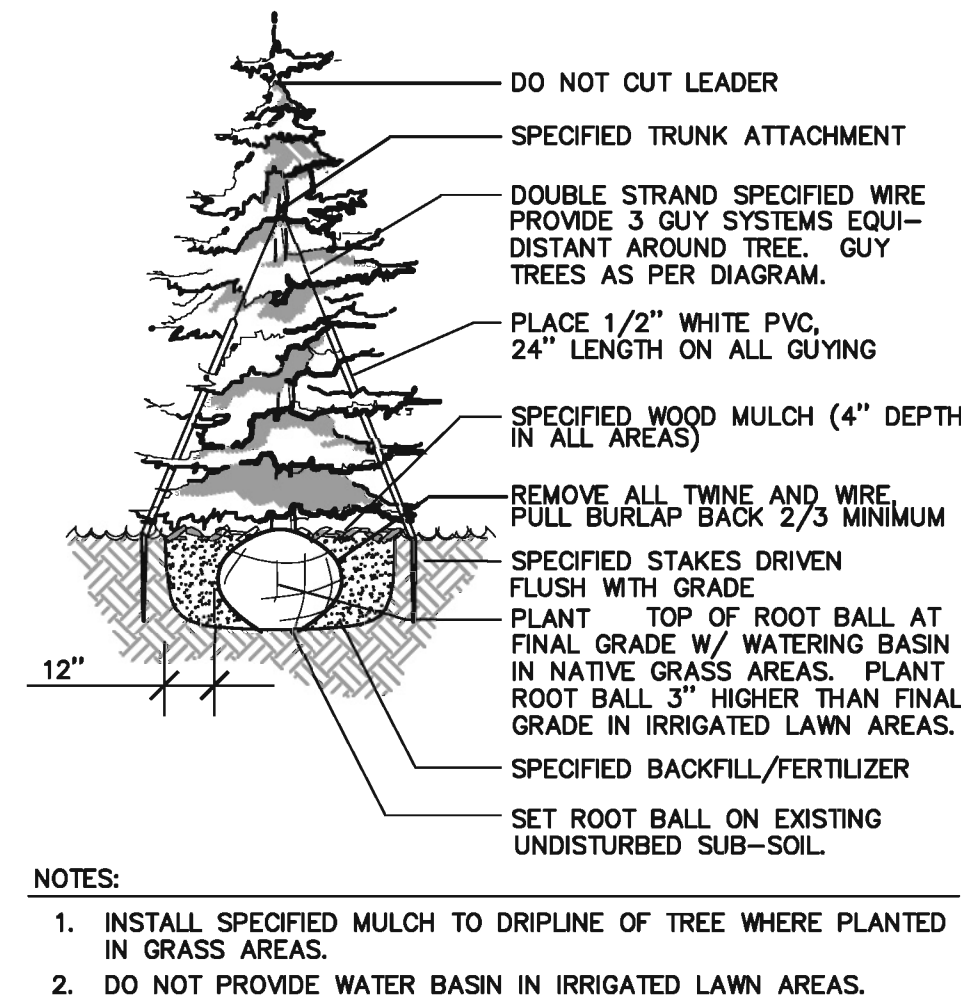 DO NOT CUT LEADER
SPECIFIED TRUNK ATTACHMENT
DOUBLE STRAND SPECIFIED WIRE
PROVIDE 3 GUY SYSTEMS EQUI-
DISTANT AROUND TREE. GUY
TREES AS PER DIAGRAM.
PLACE 1/2" WHITE PVC,
24" LENGTH ON ALL GUYING
SPECIFIED WOOD MULCH (4" DEPTH
IN ALL AREAS)
REMOVE ALL TWINE AND WIRE,
PULL BURLAP BACK 2/3 MINIMUM
SPECIFIED STAKES DRIVEN
FLUSH WITH GRADE
PLANT TOP OF ROOT BALL AT
FINAL GRADE W/ WATERING BASIN
IN NATIVE GRASS AREAS. PLANT
ROOT BALL 3" HIGHER THAN FINAL
GRADE IN IRRIGATED LAWN AREAS.
12"
SPECIFIED BACKFILL/FERTILIZER
SET ROOT BALL ON EXISTING
UNDISTURBED SUB-SOIL.
NOTES:
1. INSTALL SPECIFIED MULCH TO DRIPLINE OF TREE WHERE PLANTED
IN GRASS AREAS.
2. DO NOT PROVIDE WATER BASIN IN IRRIGATED LAWN AREAS.